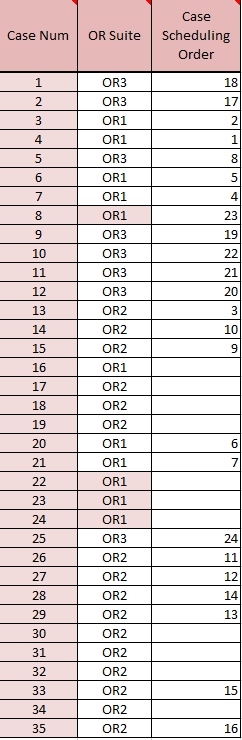 Case Num OR Suite Case Scheduling Order
1 OR3 18
2 OR3 17
3 OR1 2
4 OR1 1
5 OR3 8
6 OR1 5
7 OR1 4
8 OR1 23
9 OR3 19
10 OR3 22
11 OR3 21
12 OR3 20
13 OR2 3
14 OR2 10
15 OR2 9
16 OR1
17 OR2
18 OR2
19 OR2
20 OR1 6
21 OR1 7
22 OR1
23 OR1
24 OR1
25 OR3 24
26 OR2 11
27 OR2 12
28 OR2 14
29 OR2 13
30 OR2
31 OR2
32 OR2
33 OR2 15
34 OR2
35 OR2 16